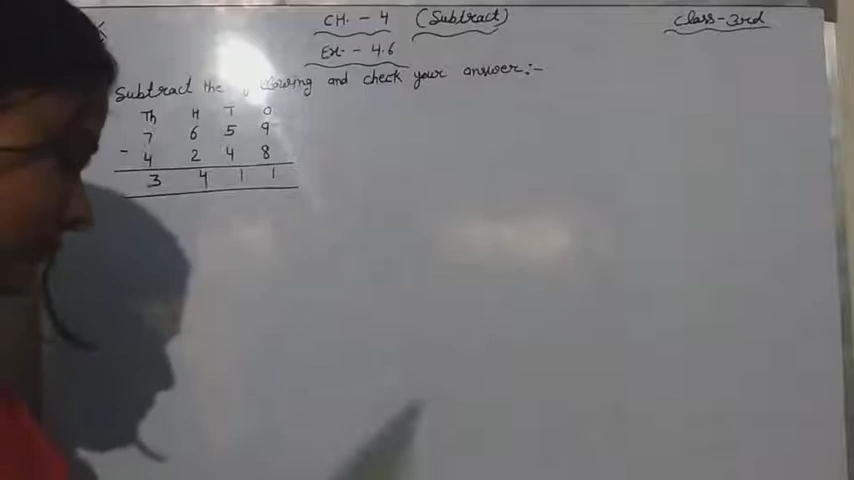 CH. - 4 (Subtract) Class-3rd
Ex. - 4.6
Subtract the and check your answer:-
Th H T O
7 6 5 9
- 4 2 4 8
3 4 1 1